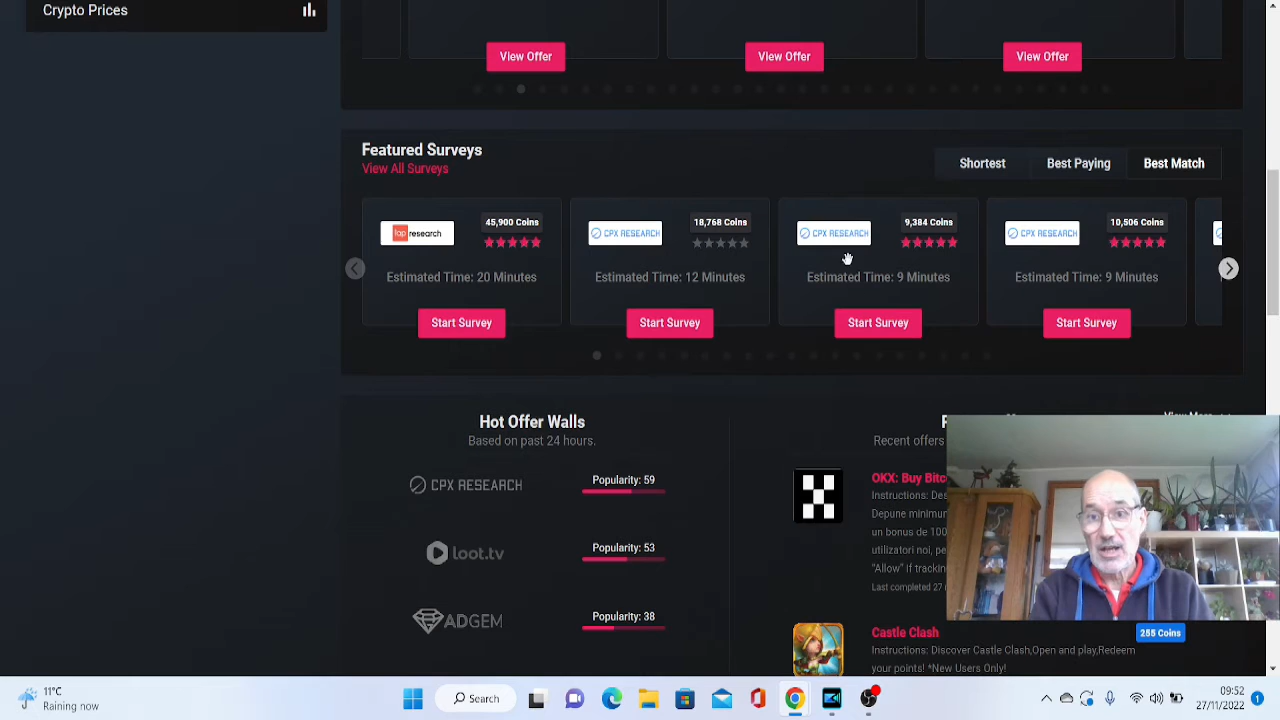 Crypto Prices
View Offer
View Offer
View Offer
Featured Surveys
View All Surveys
Shortest
Best Paying
Best Match
top research
45,900 Coins
Estimated Time: 20 Minutes
Start Survey
CPX RESEARCH
18,768 Coins
Estimated Time: 12 Minutes
Start Survey
CPX RESEARCH
9,384 Coins
Estimated Time: 9 Minutes
Start Survey
CPX RESEARCH
10,506 Coins
Estimated Time: 9 Minutes
Start Survey
Hot Offer Walls
Based on past 24 hours.
CPX RESEARCH
Popularity: 59
loot.tv
Popularity: 53
ADGEM
Popularity: 38
Recent offers
OKX: Buy
Instructions:
Depune minimum
un bonus de
utilizatori noi,
"Allow" if
Last completed 27
Castle Clash
255 Coins
Instructions: Discover Castle Clash,Open and play,Redeem
your points! *New Users Only!
11°C
Raining now
Search
09:52
27/11/2022
1